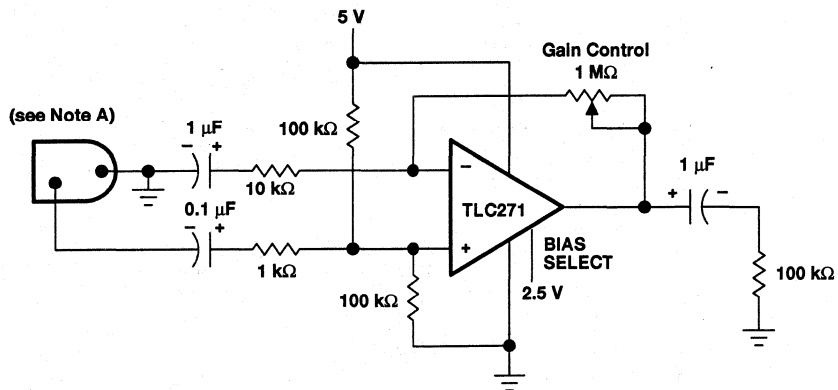 5 V
Gain Control
1 MΩ
(see Note A)
100 kΩ
1 μF
- +
10 kΩ
-
TLC271
1 μF
+ -
0.1 μF
- +
1 kΩ
+
BIAS
SELECT
2.5 V
100 kΩ
100 kΩ